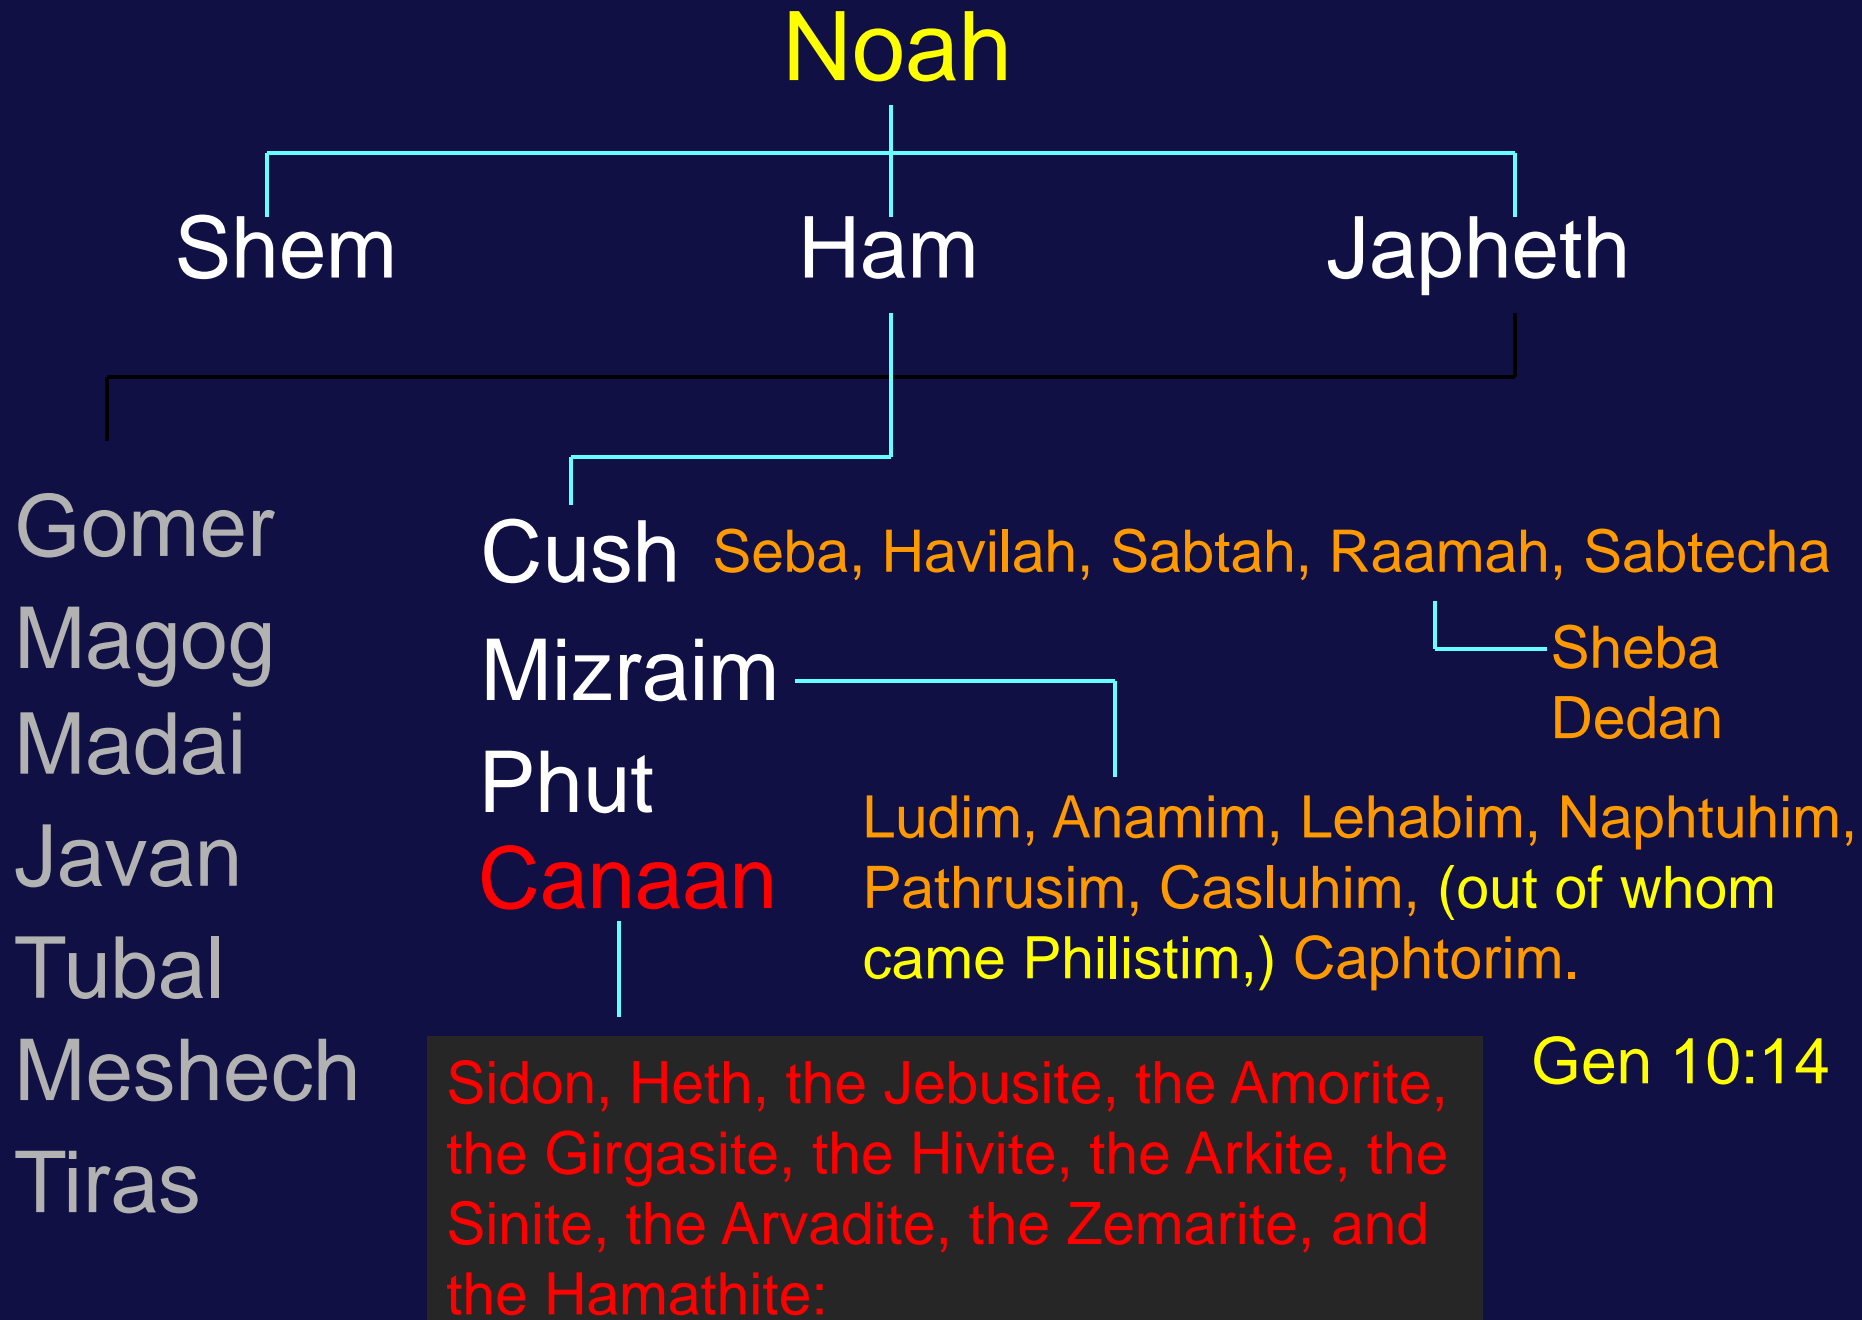 Noah
Shem Ham Japheth
Gomer
Magog
Madai
Javan
Tubal
Meshech
Tiras
Cush Seba, Havilah, Sabtah, Raamah, Sabtecha
Sheba
Dedan
Mizraim
Phut
Canaan
Ludim, Anamim, Lehabim, Naphtuhim,
Pathrusim, Casluhim, (out of whom
came Philistim,) Caphtorim.
Gen 10:14
Sidon, Heth, the Jebusite, the Amorite,
the Girgasite, the Hivite, the Arkite, the
Sinite, the Arvadite, the Zemarite, and
the Hamathite: